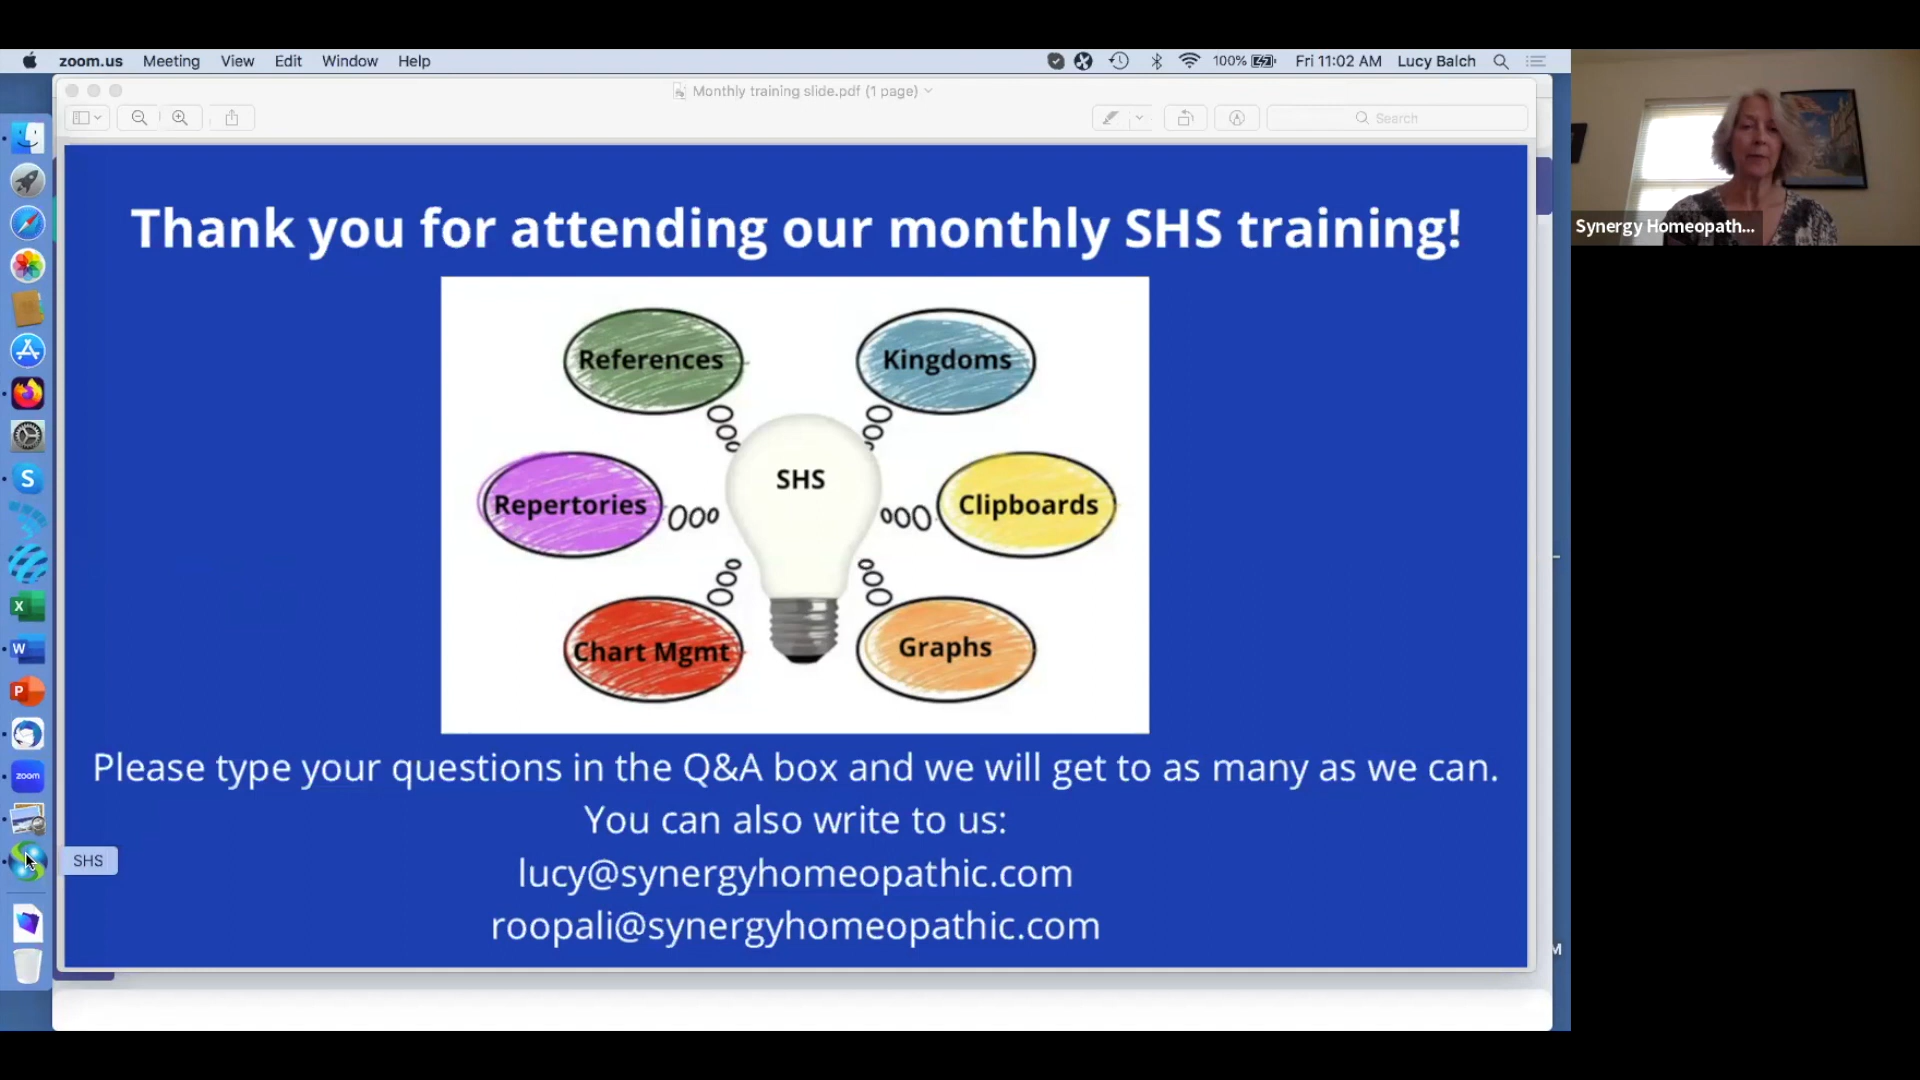 zoom.us Meeting View Edit Window Help 100% Fri 11:02 AM Lucy Balch
Monthly training slide.pdf (1 page)
Search
Thank you for attending our monthly SHS training!
References
Kingdoms
SHS
Repertories
Clipboards
Chart Mgmt
Graphs
Please type your questions in the Q&A box and we will get to as many as we can.
You can also write to us:
lucy@synergyhomeopathic.com
roopali@synergyhomeopathic.com
Synergy Homeopath...
S
X
W
P
zoom
SHS
M